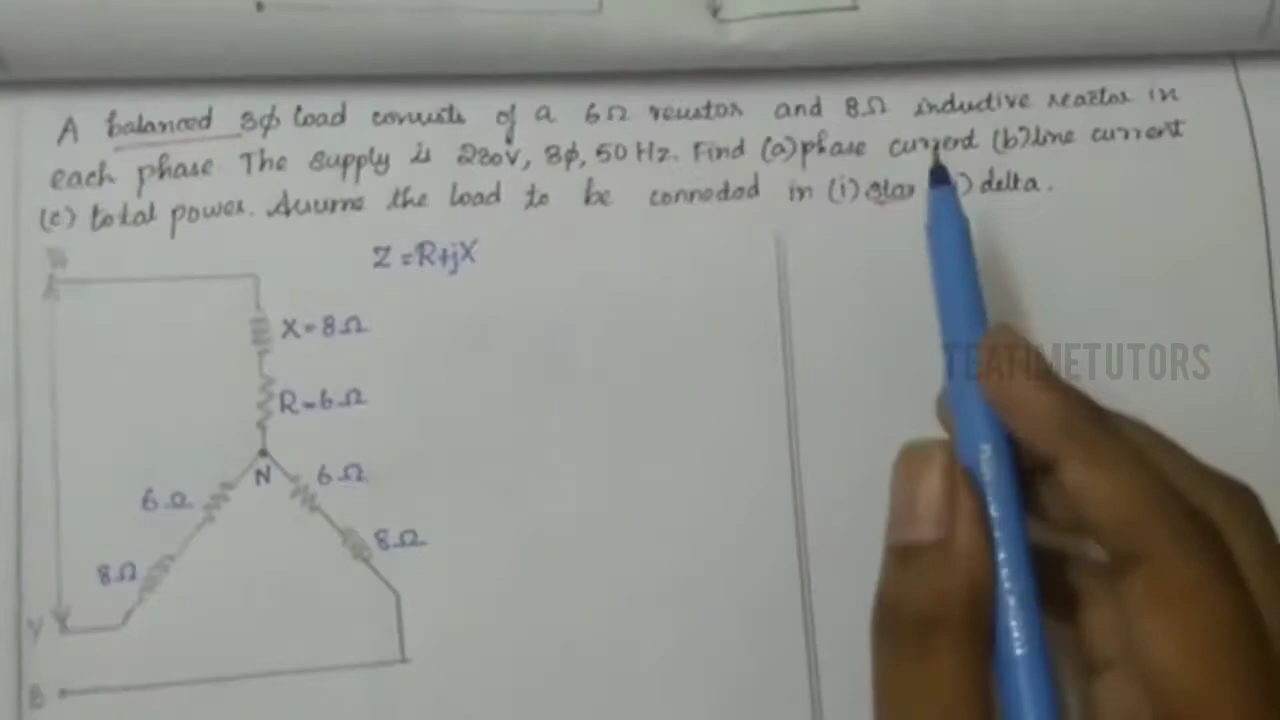 A balanced 3ϕ load consists of a 6Ω resistor and 8Ω inductive reactor in
each phase The supply is 230V, 3ϕ, 50 Hz. Find (a) phase current (b) line current
(c) total power. Assume the load to be connected in (i) star ) delta.
Z = R+jX
X = 8Ω
R = 6Ω
N
6Ω
6Ω
8Ω
8Ω
Y
B
TEATIMETUTORS